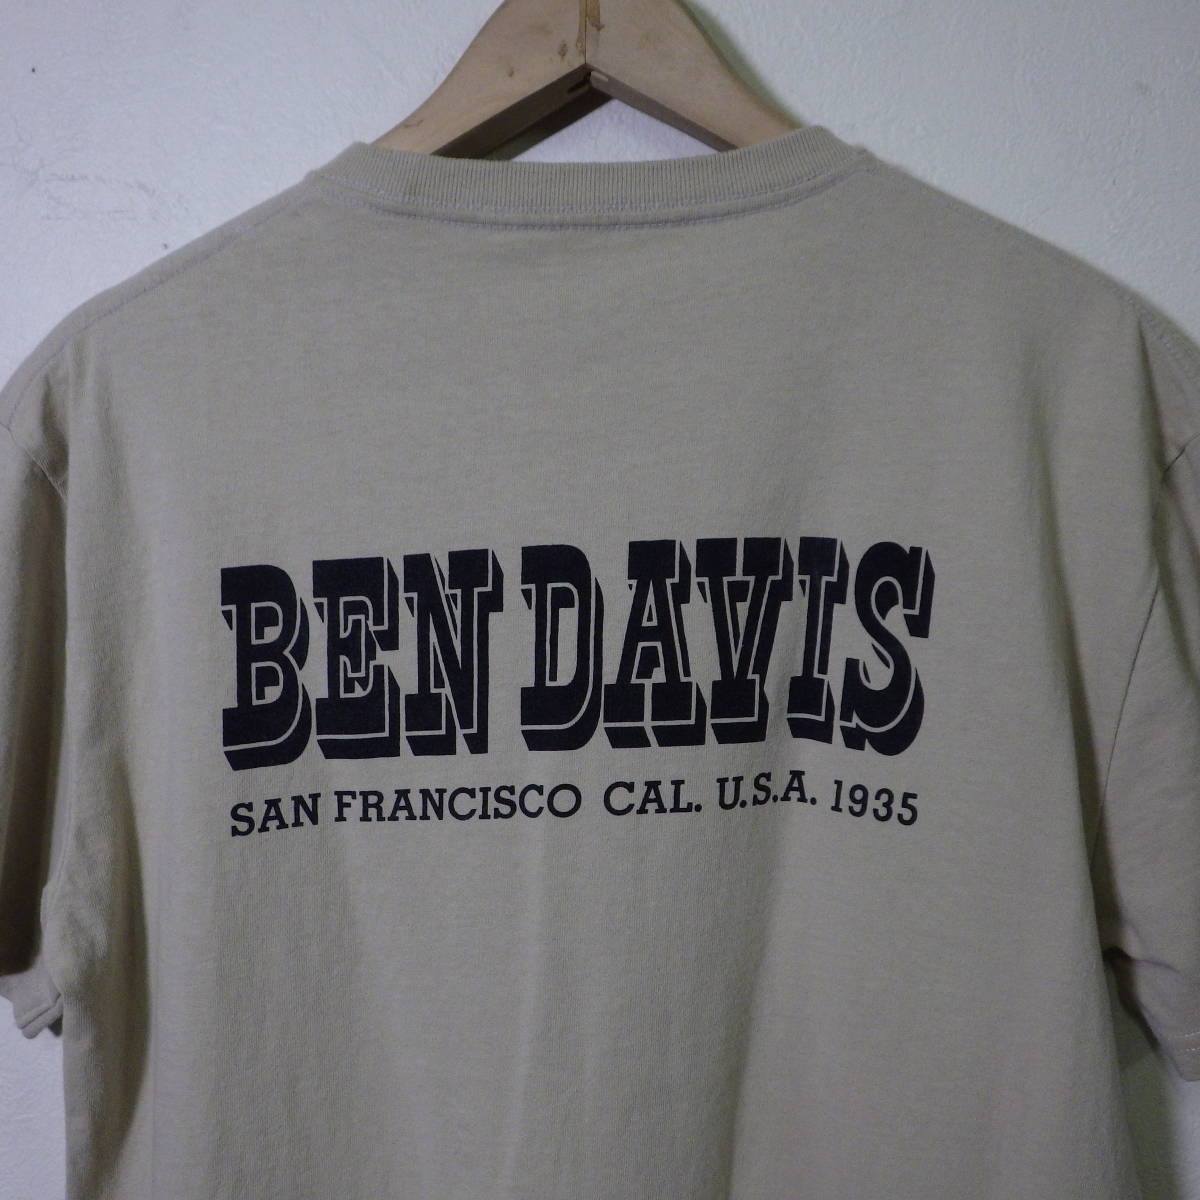 BEN DAVIS
SAN FRANCISCO CAL. U.S.A. 1935